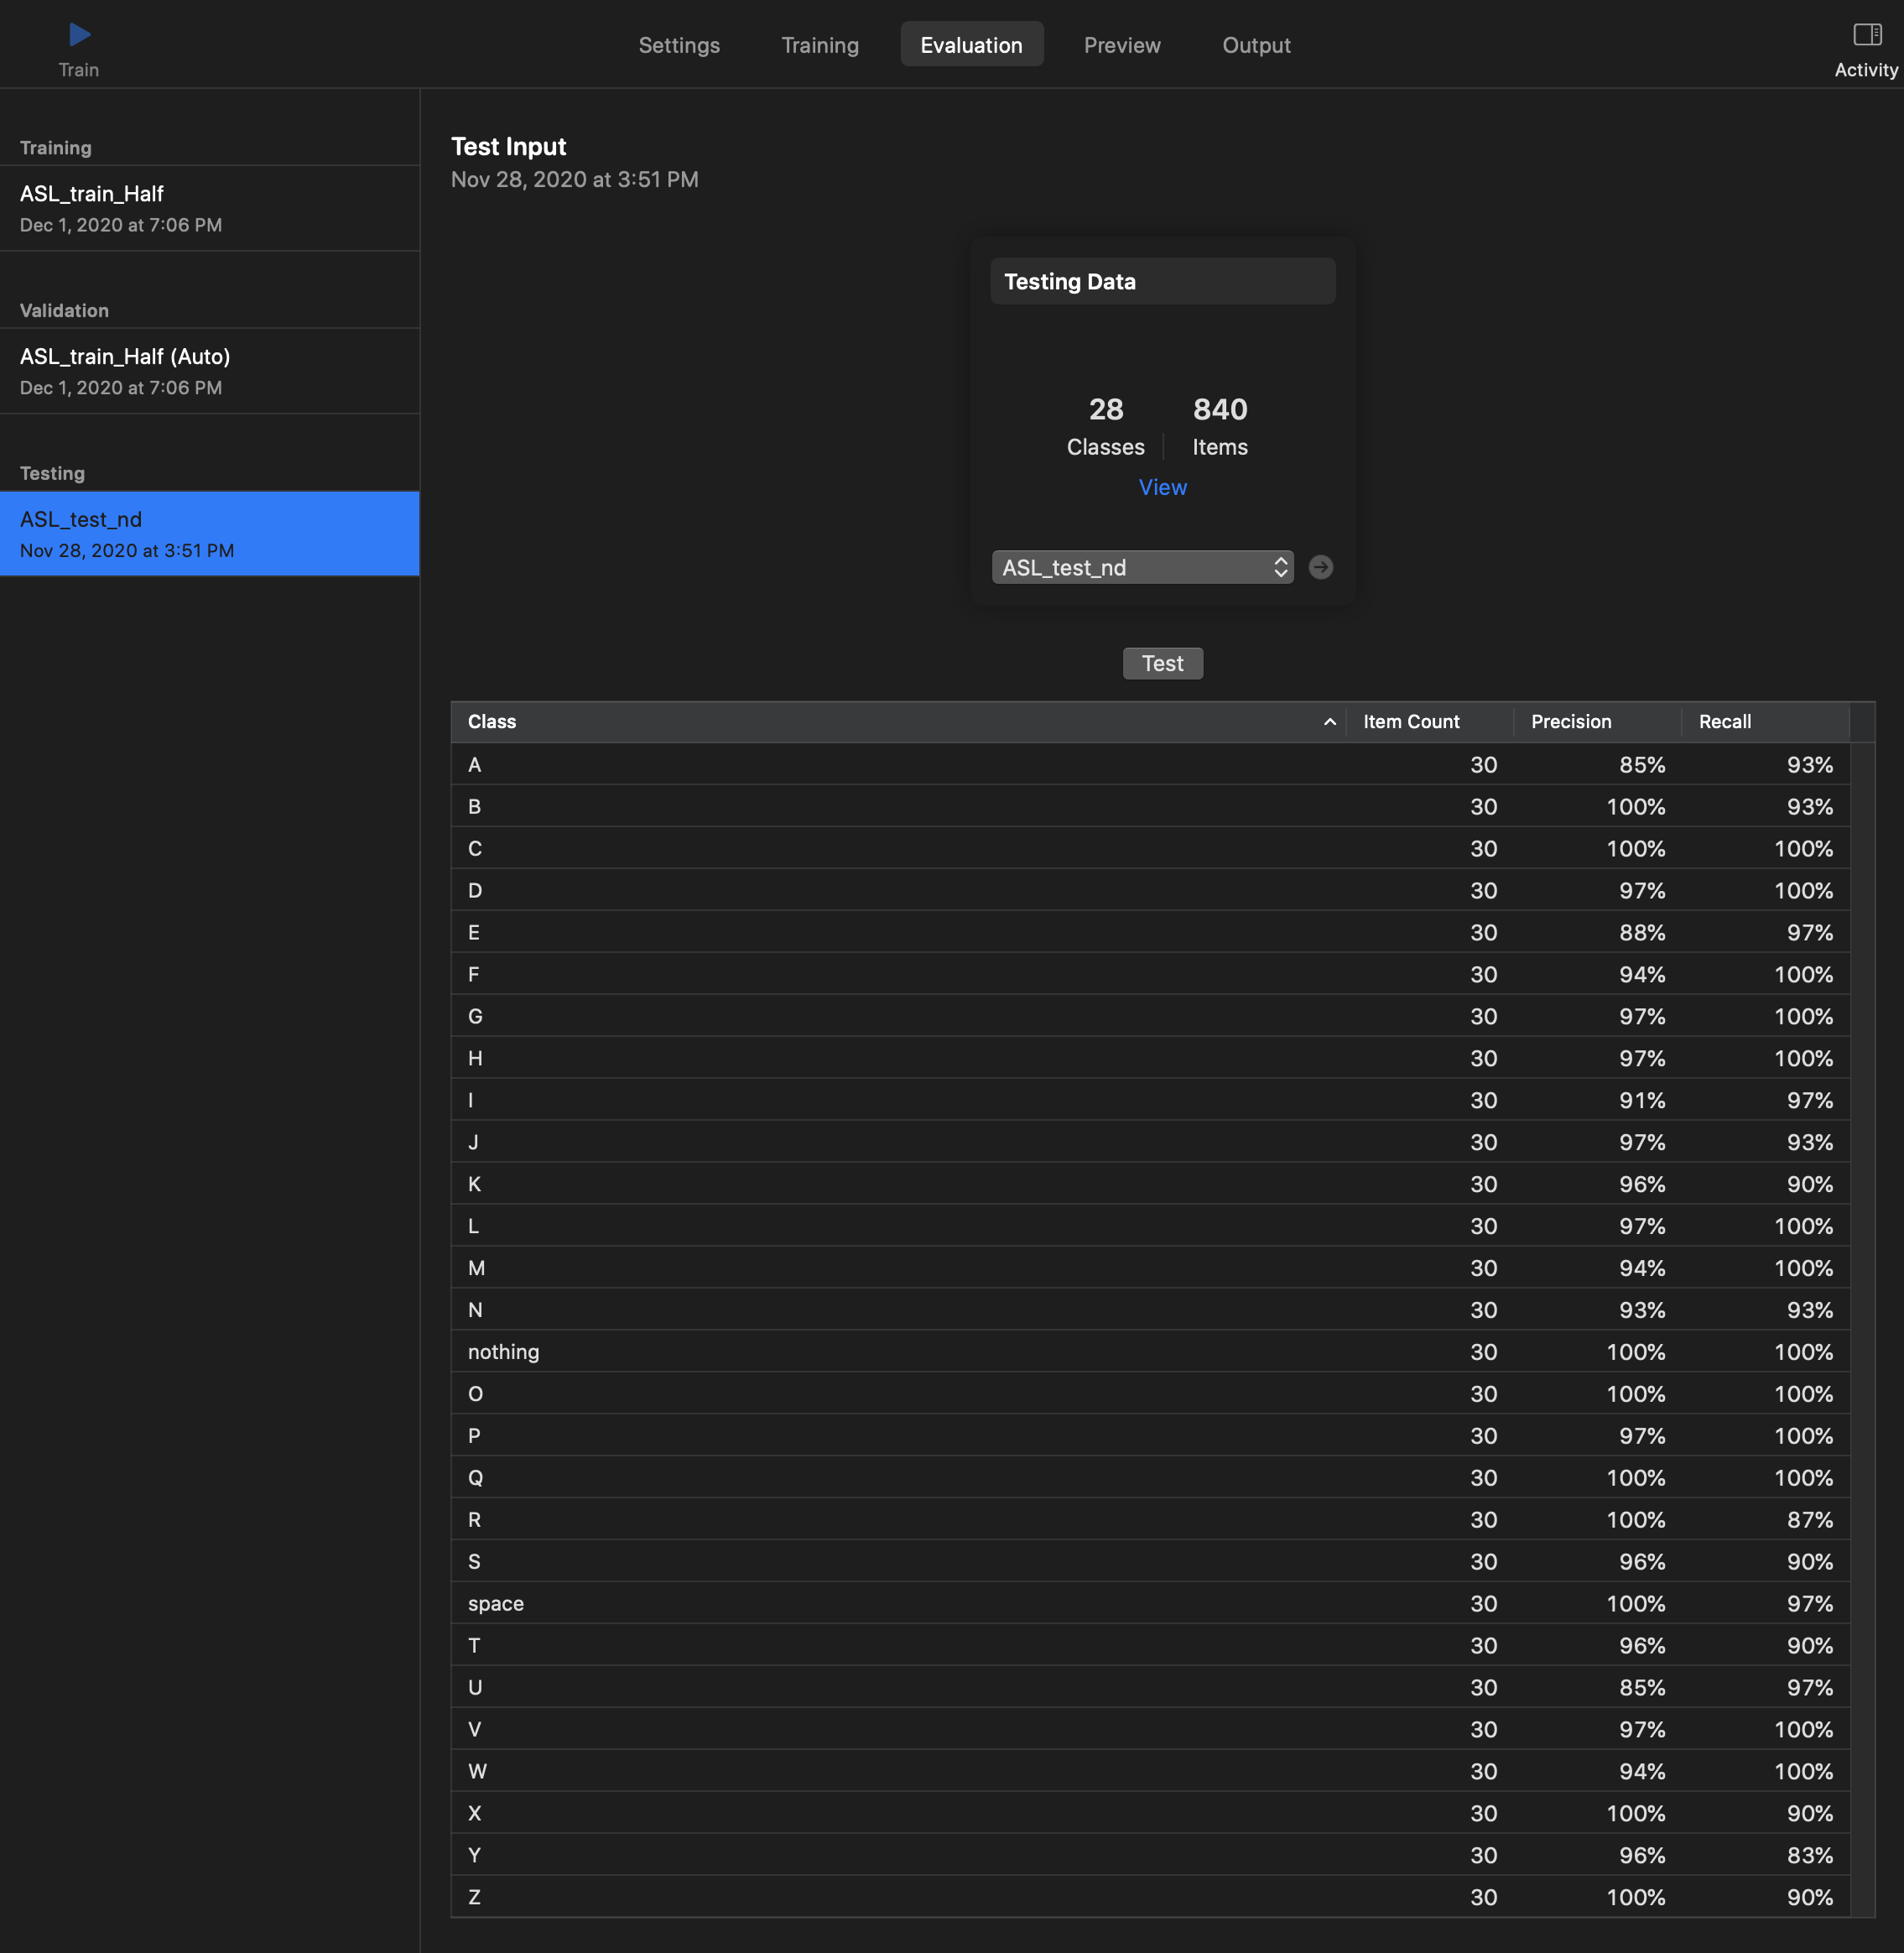 Train
Settings Training Evaluation Preview Output
Activity
Training
ASL_train_Half
Dec 1, 2020 at 7:06 PM
Validation
ASL_train_Half (Auto)
Dec 1, 2020 at 7:06 PM
Testing
ASL_test_nd
Nov 28, 2020 at 3:51 PM
Test Input
Nov 28, 2020 at 3:51 PM
Testing Data
28 840
Classes Items
View
ASL_test_nd
Test
Class Item Count Precision Recall
A 30 85% 93%
B 30 100% 93%
C 30 100% 100%
D 30 97% 100%
E 30 88% 97%
F 30 94% 100%
G 30 97% 100%
H 30 97% 100%
I 30 91% 97%
J 30 97% 93%
K 30 96% 90%
L 30 97% 100%
M 30 94% 100%
N 30 93% 93%
nothing 30 100% 100%
O 30 100% 100%
P 30 97% 100%
Q 30 100% 100%
R 30 100% 87%
S 30 96% 90%
space 30 100% 97%
T 30 96% 90%
U 30 85% 97%
V 30 97% 100%
W 30 94% 100%
X 30 100% 90%
Y 30 96% 83%
Z 30 100% 90%